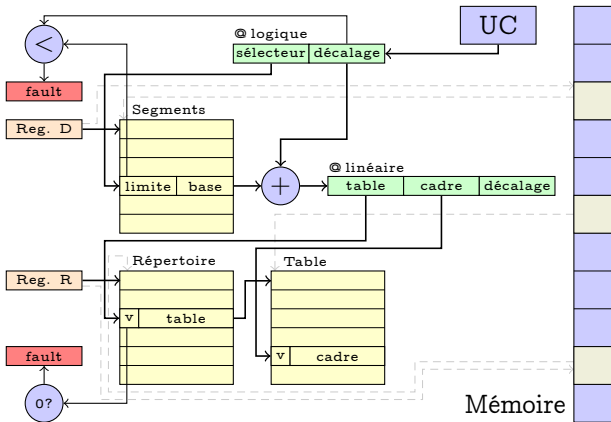 UC
@ logique
<
sélecteur décalage
fault
Segments
Reg. D
@ linéaire
limite base
+
table cadre décalage
Répertoire
Table
Reg. R
v table
fault
v cadre
0?
Mémoire